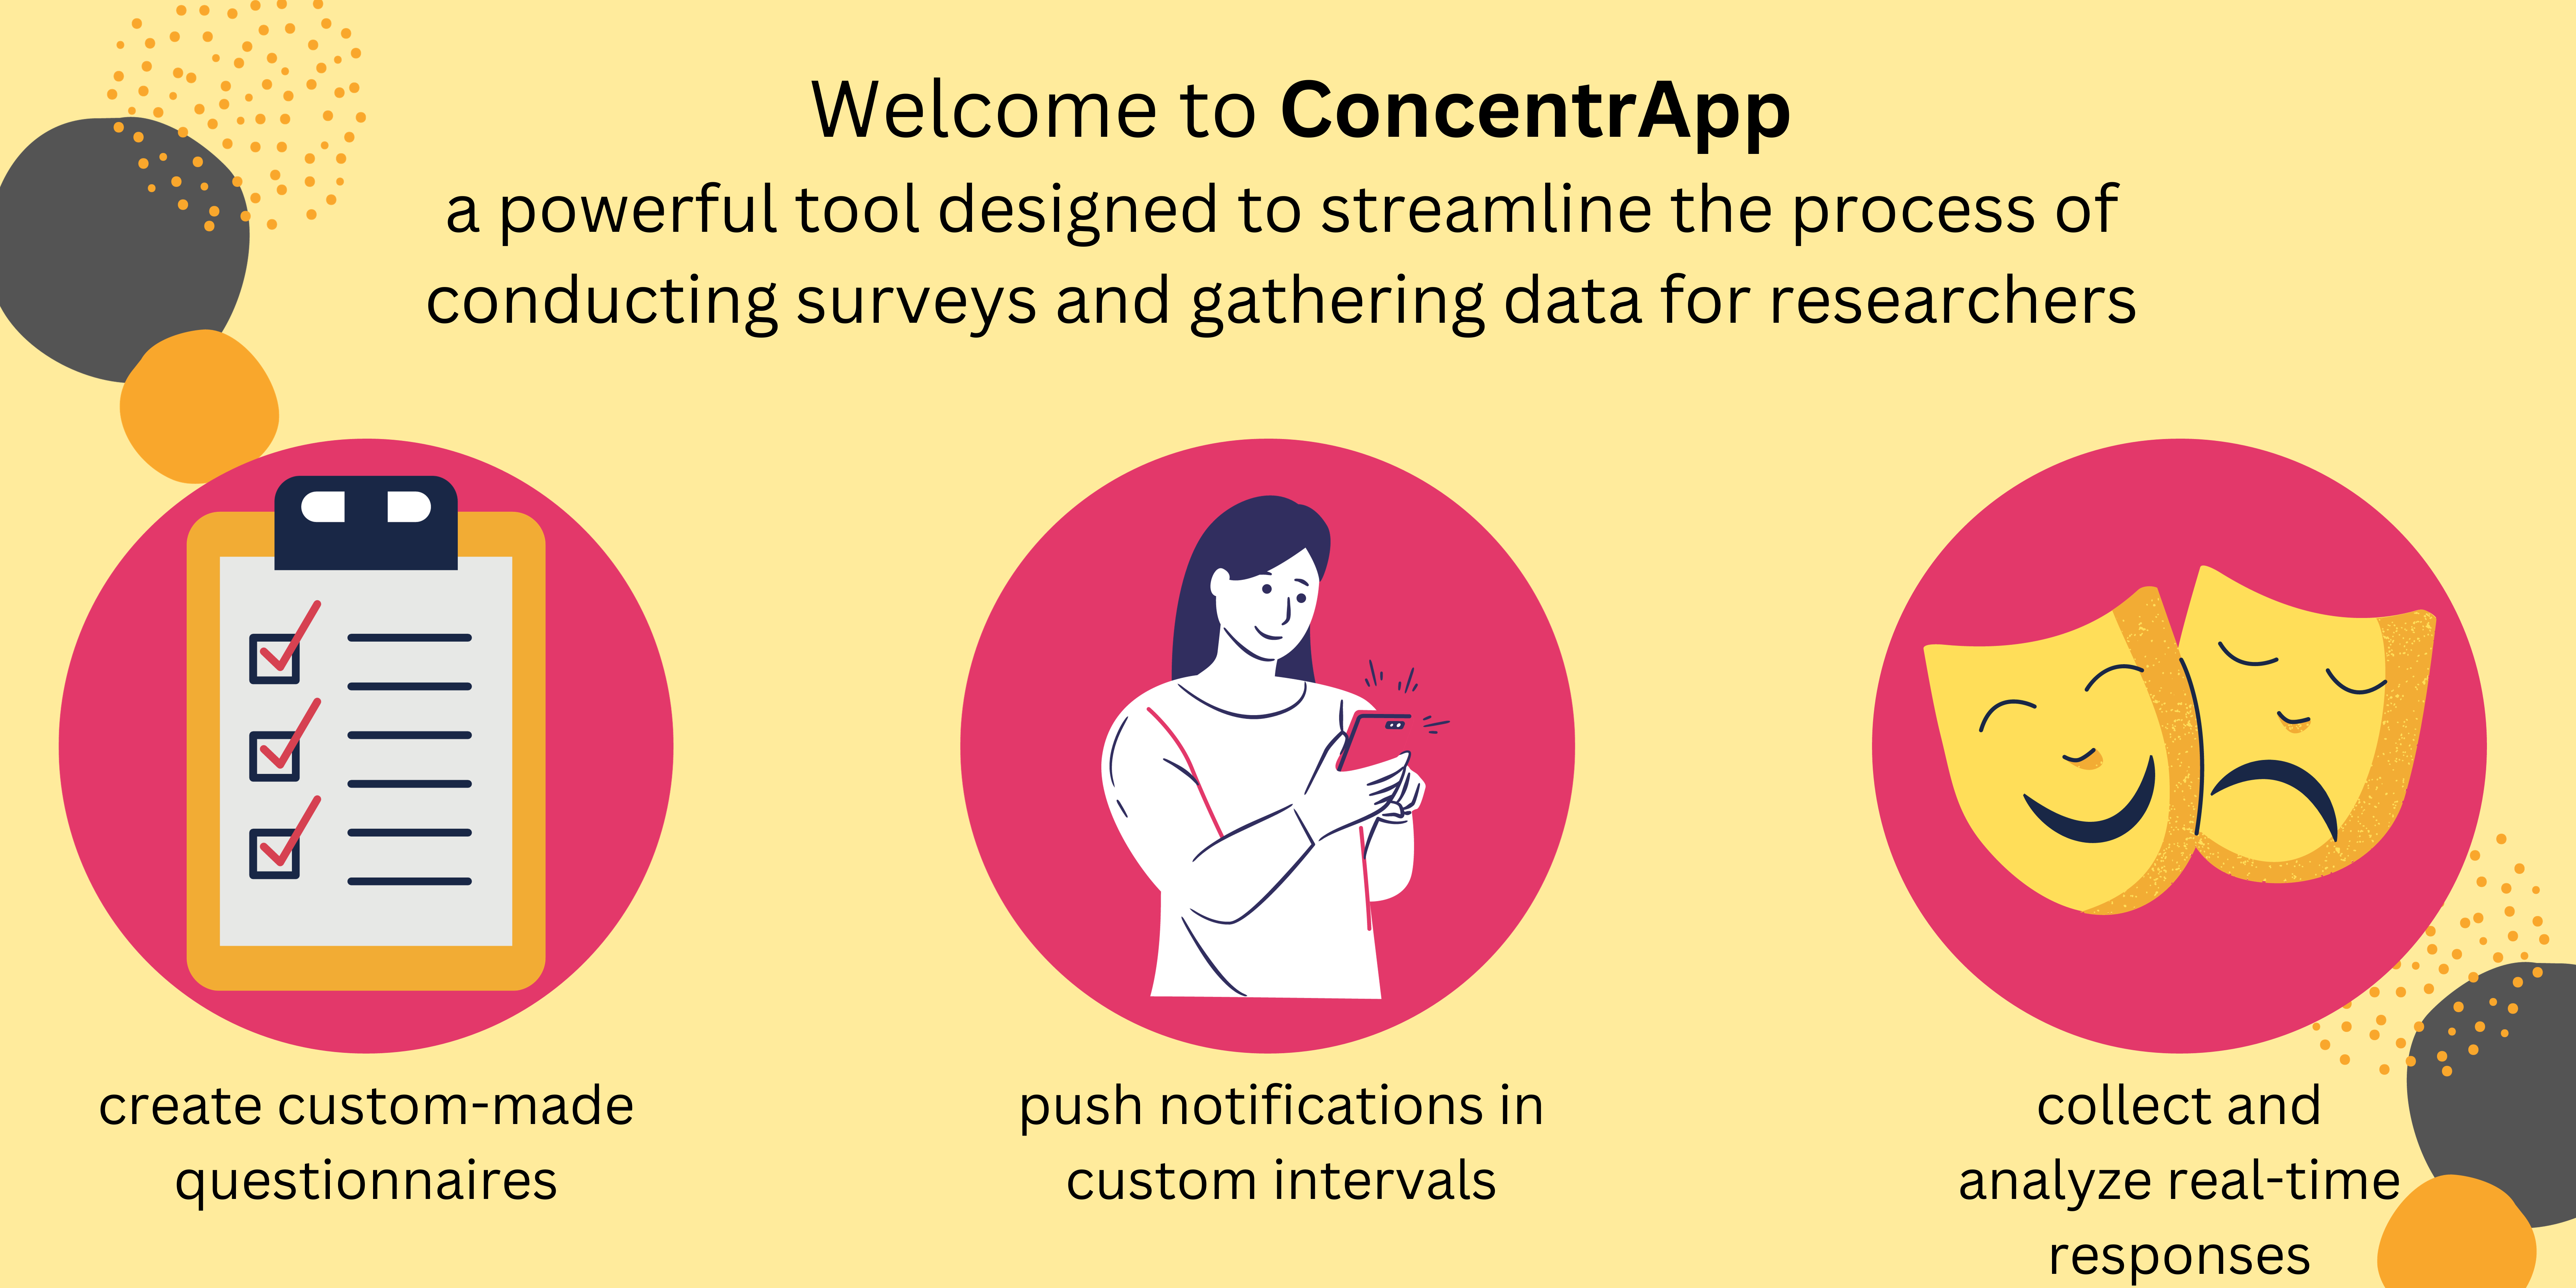 Welcome to ConcentrApp
a powerful tool designed to streamline the process of
conducting surveys and gathering data for researchers
create custom-made
questionnaires
push notifications in
custom intervals
collect and
analyze real-time
responses